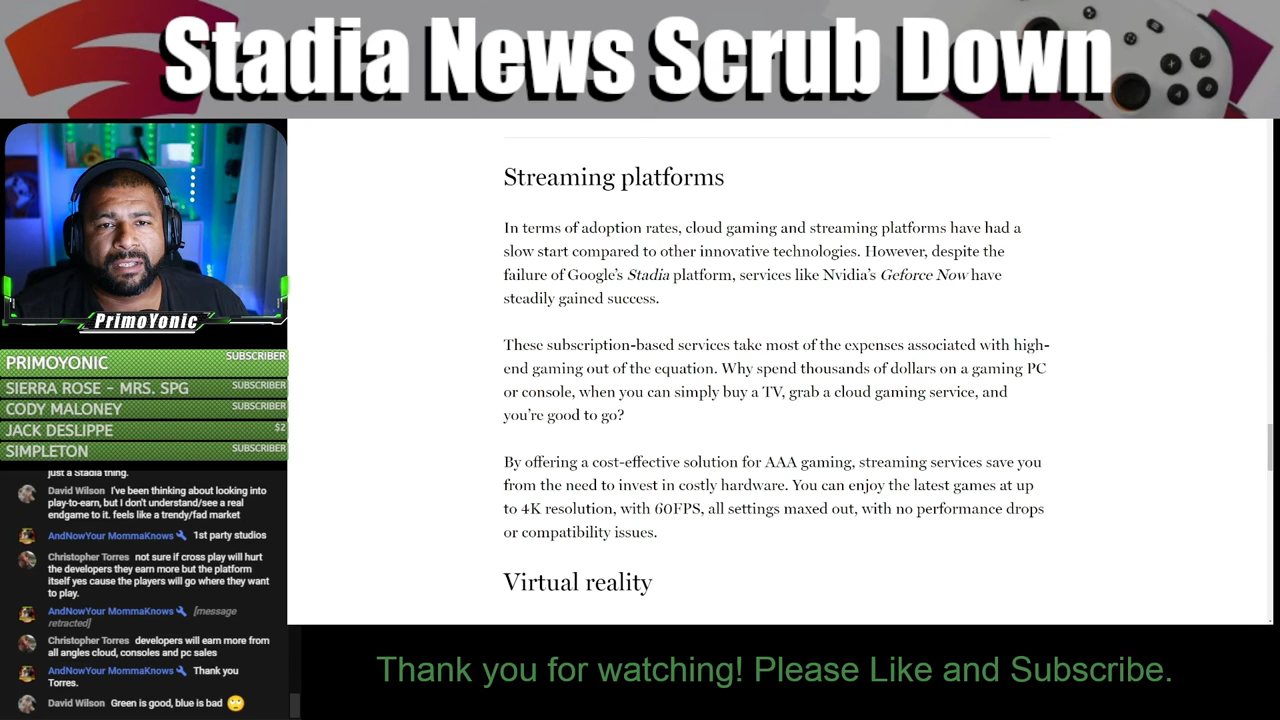 Stadia News Scrub Down
PrimoYonic
PRIMOYONIC SUBSCRIBER
SIERRA ROSE - MRS. SPG SUBSCRIBER
CODY MALONEY SUBSCRIBER
JACK DESLIPPE $2
SIMPLETON SUBSCRIBER
just a Stadia thing.
David Wilson I've been thinking about looking into
play-to-earn, but I don't understand/see a real
endgame to it. feels like a trendy/fad market
AndNowYour MommaKnows 1st party studios
Christopher Torres not sure if cross play will hurt
the developers they earn more but the platform
itself yes cause the players will go where they want
to play.
AndNowYour MommaKnows [message
retracted]
Christopher Torres developers will earn more from
all angles cloud, consoles and pc sales
AndNowYour MommaKnows Thank you
Torres.
David Wilson Green is good, blue is bad 🙄
Streaming platforms
In terms of adoption rates, cloud gaming and streaming platforms have had a
slow start compared to other innovative technologies. However, despite the
failure of Google's Stadia platform, services like Nvidia's Geforce Now have
steadily gained success.
These subscription-based services take most of the expenses associated with high-
end gaming out of the equation. Why spend thousands of dollars on a gaming PC
or console, when you can simply buy a TV, grab a cloud gaming service, and
you're good to go?
By offering a cost-effective solution for AAA gaming, streaming services save you
from the need to invest in costly hardware. You can enjoy the latest games at up
to 4K resolution, with 60FPS, all settings maxed out, with no performance drops
or compatibility issues.
Virtual reality
Thank you for watching! Please Like and Subscribe.